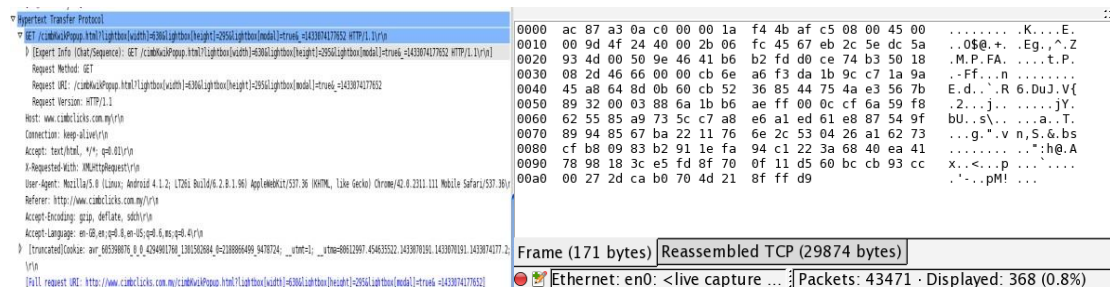 Hypertext Transfer Protocol
GET /cimbKwikPopup.html?lightbox[width]=630&lightbox[height]=295&lightbox[modal]=true&_=1433074177652 HTTP/1.1\r\n
[Expert Info (Chat/Sequence): GET /cimbKwikPopup.html?lightbox[width]=630&lightbox[height]=295&lightbox[modal]=true&_=1433074177652 HTTP/1.1\r\n]
Request Method: GET
Request URI: /cimbKwikPopup.html?lightbox[width]=630&lightbox[height]=295&lightbox[modal]=true&_=1433074177652
Request Version: HTTP/1.1
Host: www.cimbclicks.com.my\r\n
Connection: keep-alive\r\n
Accept: text/html, */*; q=0.01\r\n
X-Requested-With: XMLHttpRequest\r\n
User-Agent: Mozilla/5.0 (Linux; Android 4.1.2; LT26i Build/6.2.B.1.96) AppleWebKit/537.36 (KHTML, like Gecko) Chrome/42.0.2311.111 Mobile Safari/537.36\r
Referer: http://www.cimbclicks.com.my/\r\n
Accept-Encoding: gzip, deflate, sdch\r\n
Accept-Language: en-GB,en;q=0.8,en-US;q=0.6,ms;q=0.4\r\n
[truncated]Cookie: avr_605398076_0_0_4294901760_1301502684_0=2108866499_9478724; __utmt=1; __utma=80612997.454635522.1433070191.1433070191.1433074177.2;
\r\n
[Full request URI: http://www.cimbclicks.com.my/cimbKwikPopup.html?lightbox[width]=630&lightbox[height]=295&lightbox[modal]=true&_=1433074177652]
0000 ac 87 a3 0a c0 00 00 1a f4 4b af c5 08 00 45 00 ........ .K....E.
0010 00 9d 4f 24 40 00 2b 06 fc 45 67 eb 2c 5e dc 5a ..O$@.+. .Eg.,^.Z
0020 93 4d 00 50 9e 46 41 b6 b2 fd d0 ce 74 b3 50 18 .M.P.FA. ....t.P.
0030 08 2d 46 66 00 00 cb 6e a6 f3 da 1b 9c c7 1a 9a .-Ff...n ........
0040 45 a8 64 8d 0b 60 cb 52 36 85 44 75 4a e3 56 7b E.d..`.R 6.DuJ.V{
0050 89 32 00 03 88 6a 1b b6 ae ff 00 0c cf 6a 59 f8 .2...j.. .....jY.
0060 62 55 85 a9 73 5c c7 a8 e6 a1 ed 61 e8 87 54 9f bU..s\.. ...a..T.
0070 89 94 85 67 ba 22 11 76 6e 2c 53 04 26 a1 62 73 ...g.".v n,S.&.bs
0080 cf b8 09 83 b2 91 1e fa 94 c1 22 3a 68 40 ea 41 ........ ..":h@.A
0090 78 98 18 3c e5 fd 8f 70 0f 11 d5 60 bc cb 93 cc x..<...p ...`....
00a0 00 27 2d ca b0 70 4d 21 8f ff d9 .'-..pM! ...
Frame (171 bytes) Reassembled TCP (29874 bytes)
Ethernet: en0: <live capture ... Packets: 43471 · Displayed: 368 (0.8%)